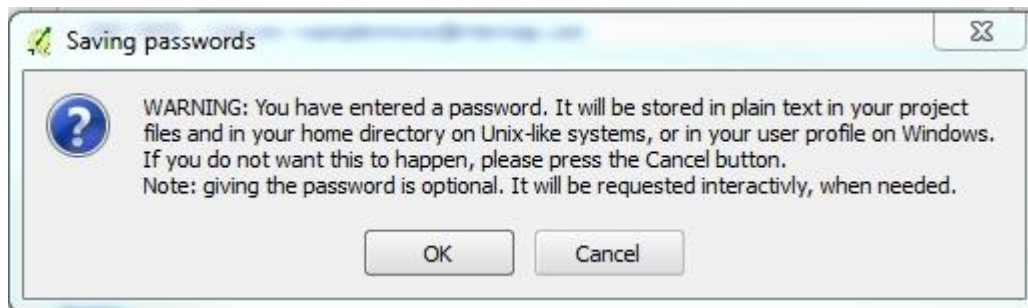 Saving passwords
WARNING: You have entered a password. It will be stored in plain text in your project
files and in your home directory on Unix-like systems, or in your user profile on Windows.
If you do not want this to happen, please press the Cancel button.
Note: giving the password is optional. It will be requested interactivly, when needed.
OK
Cancel